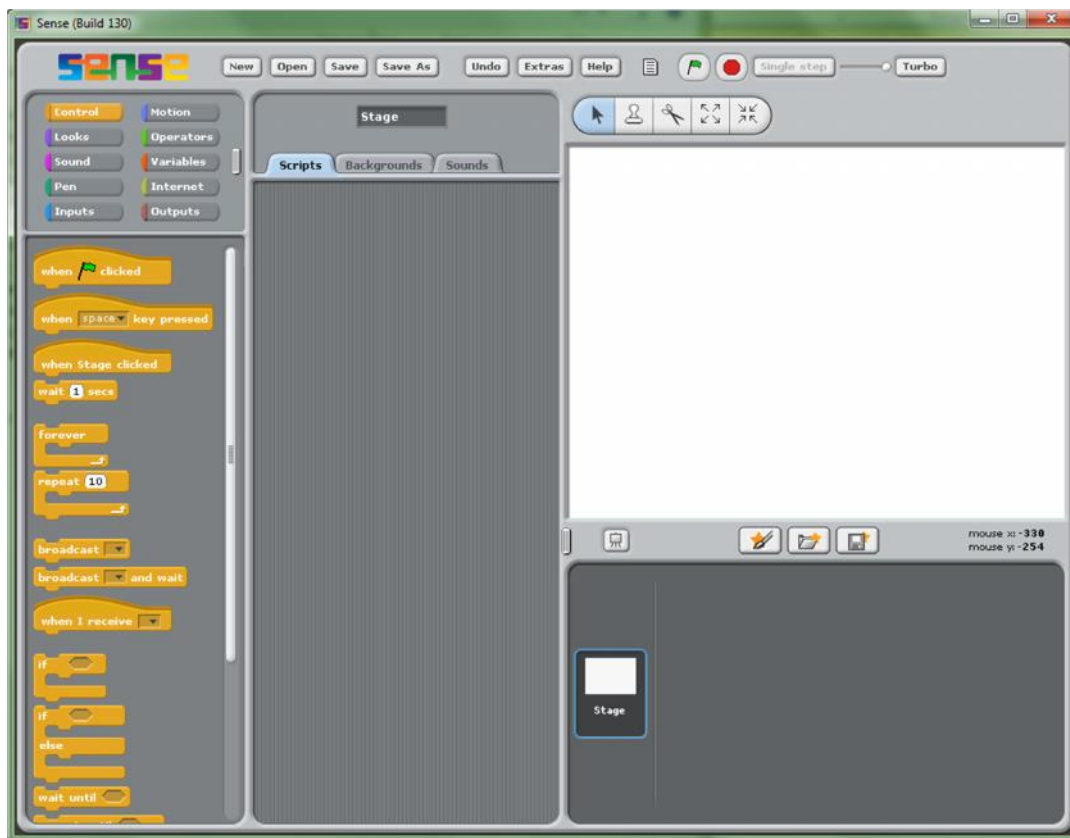 Sense (Build 130)
sense
New Open Save Save As Undo Extras Help Single step Turbo
Control Motion
Looks Operators
Sound Variables
Pen Internet
Inputs Outputs
Stage
Scripts Backgrounds Sounds
when clicked
when space key pressed
when Stage clicked
wait 1 secs
forever
repeat 10
broadcast
broadcast and wait
when I receive
if
if
else
wait until
mouse x: -330
mouse y: -254
Stage